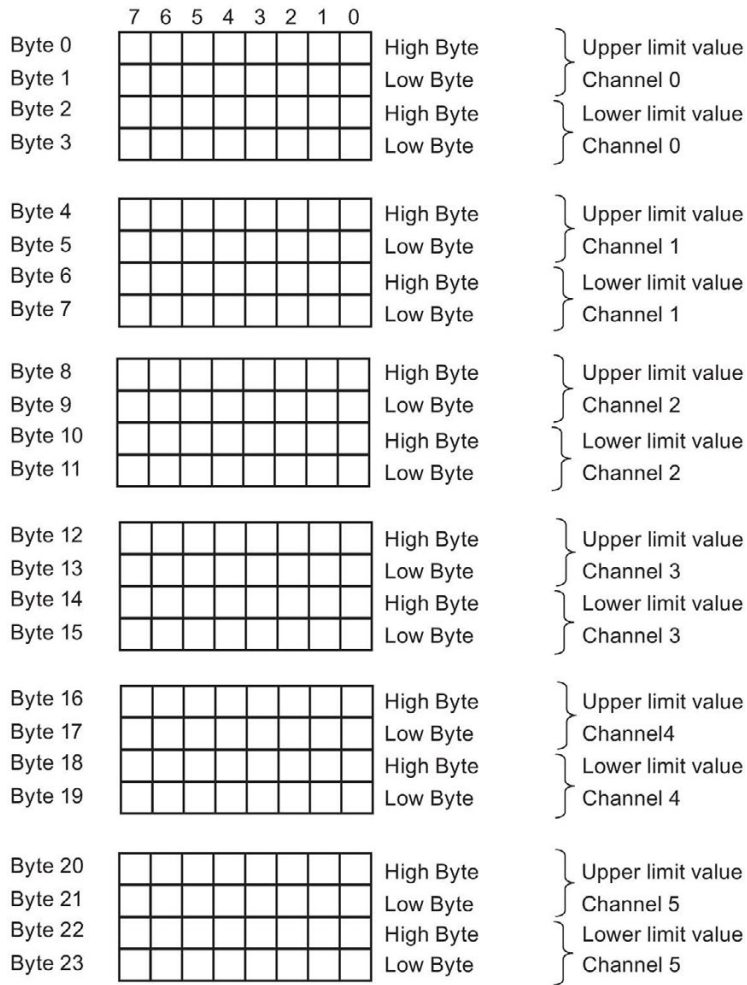 7 6 5 4 3 2 1 0
Byte 0 High Byte Upper limit value
Byte 1 Low Byte Channel 0
Byte 2 High Byte Lower limit value
Byte 3 Low Byte Channel 0
Byte 4 High Byte Upper limit value
Byte 5 Low Byte Channel 1
Byte 6 High Byte Lower limit value
Byte 7 Low Byte Channel 1
Byte 8 High Byte Upper limit value
Byte 9 Low Byte Channel 2
Byte 10 High Byte Lower limit value
Byte 11 Low Byte Channel 2
Byte 12 High Byte Upper limit value
Byte 13 Low Byte Channel 3
Byte 14 High Byte Lower limit value
Byte 15 Low Byte Channel 3
Byte 16 High Byte Upper limit value
Byte 17 Low Byte Channel4
Byte 18 High Byte Lower limit value
Byte 19 Low Byte Channel 4
Byte 20 High Byte Upper limit value
Byte 21 Low Byte Channel 5
Byte 22 High Byte Lower limit value
Byte 23 Low Byte Channel 5